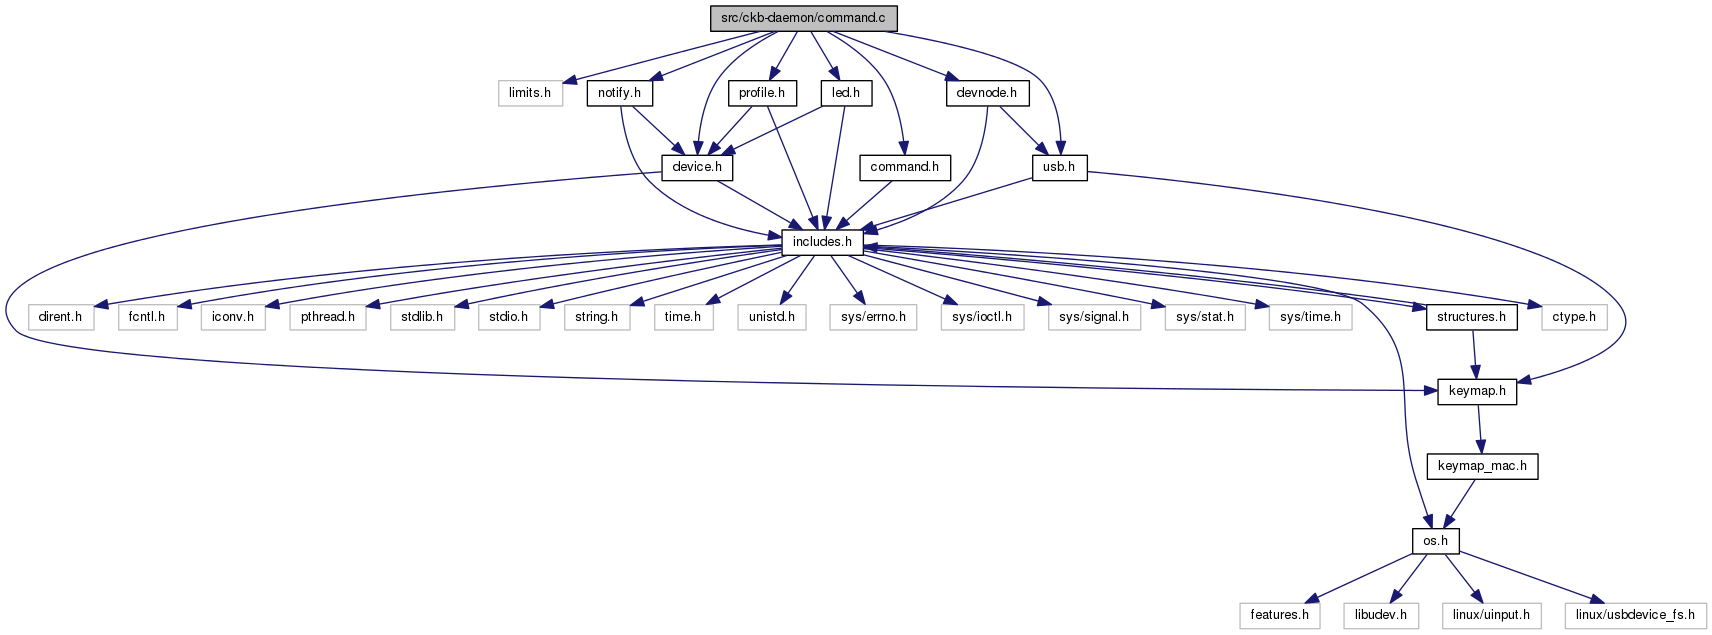 src/ckb-daemon/command.c
limits.h
notify.h
profile.h
led.h
devnode.h
device.h
command.h
usb.h
includes.h
dirent.h
fcntl.h
iconv.h
pthread.h
stdlib.h
stdio.h
string.h
time.h
unistd.h
sys/errno.h
sys/ioctl.h
sys/signal.h
sys/stat.h
sys/time.h
structures.h
ctype.h
keymap.h
keymap_mac.h
os.h
features.h
libudev.h
linux/uinput.h
linux/usbdevice_fs.h